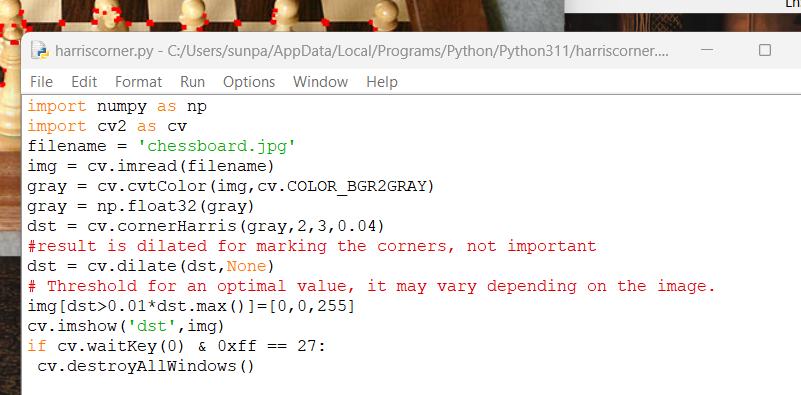 harriscorner.py - C:/Users/sunpa/AppData/Local/Programs/Python/Python311/harriscorner....
File Edit Format Run Options Window Help
import numpy as np
import cv2 as cv
filename = 'chessboard.jpg'
img = cv.imread(filename)
gray = cv.cvtColor(img,cv.COLOR_BGR2GRAY)
gray = np.float32(gray)
dst = cv.cornerHarris(gray,2,3,0.04)
#result is dilated for marking the corners, not important
dst = cv.dilate(dst,None)
# Threshold for an optimal value, it may vary depending on the image.
img[dst>0.01*dst.max()]=[0,0,255]
cv.imshow('dst',img)
if cv.waitKey(0) & 0xff == 27:
 cv.destroyAllWindows()